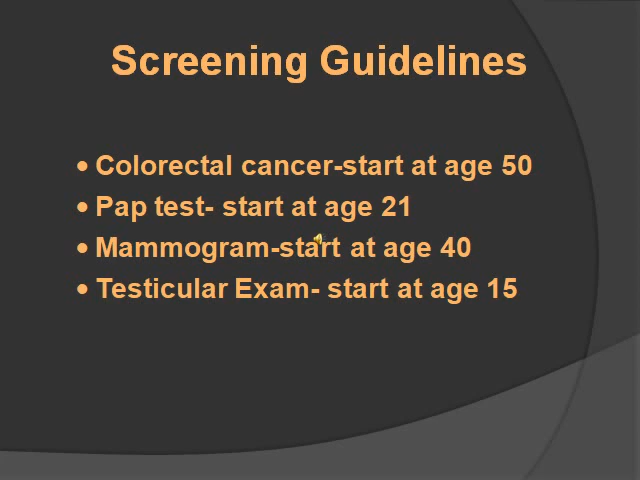 Screening Guidelines
• Colorectal cancer-start at age 50
• Pap test- start at age 21
• Mammogram-start at age 40
• Testicular Exam- start at age 15